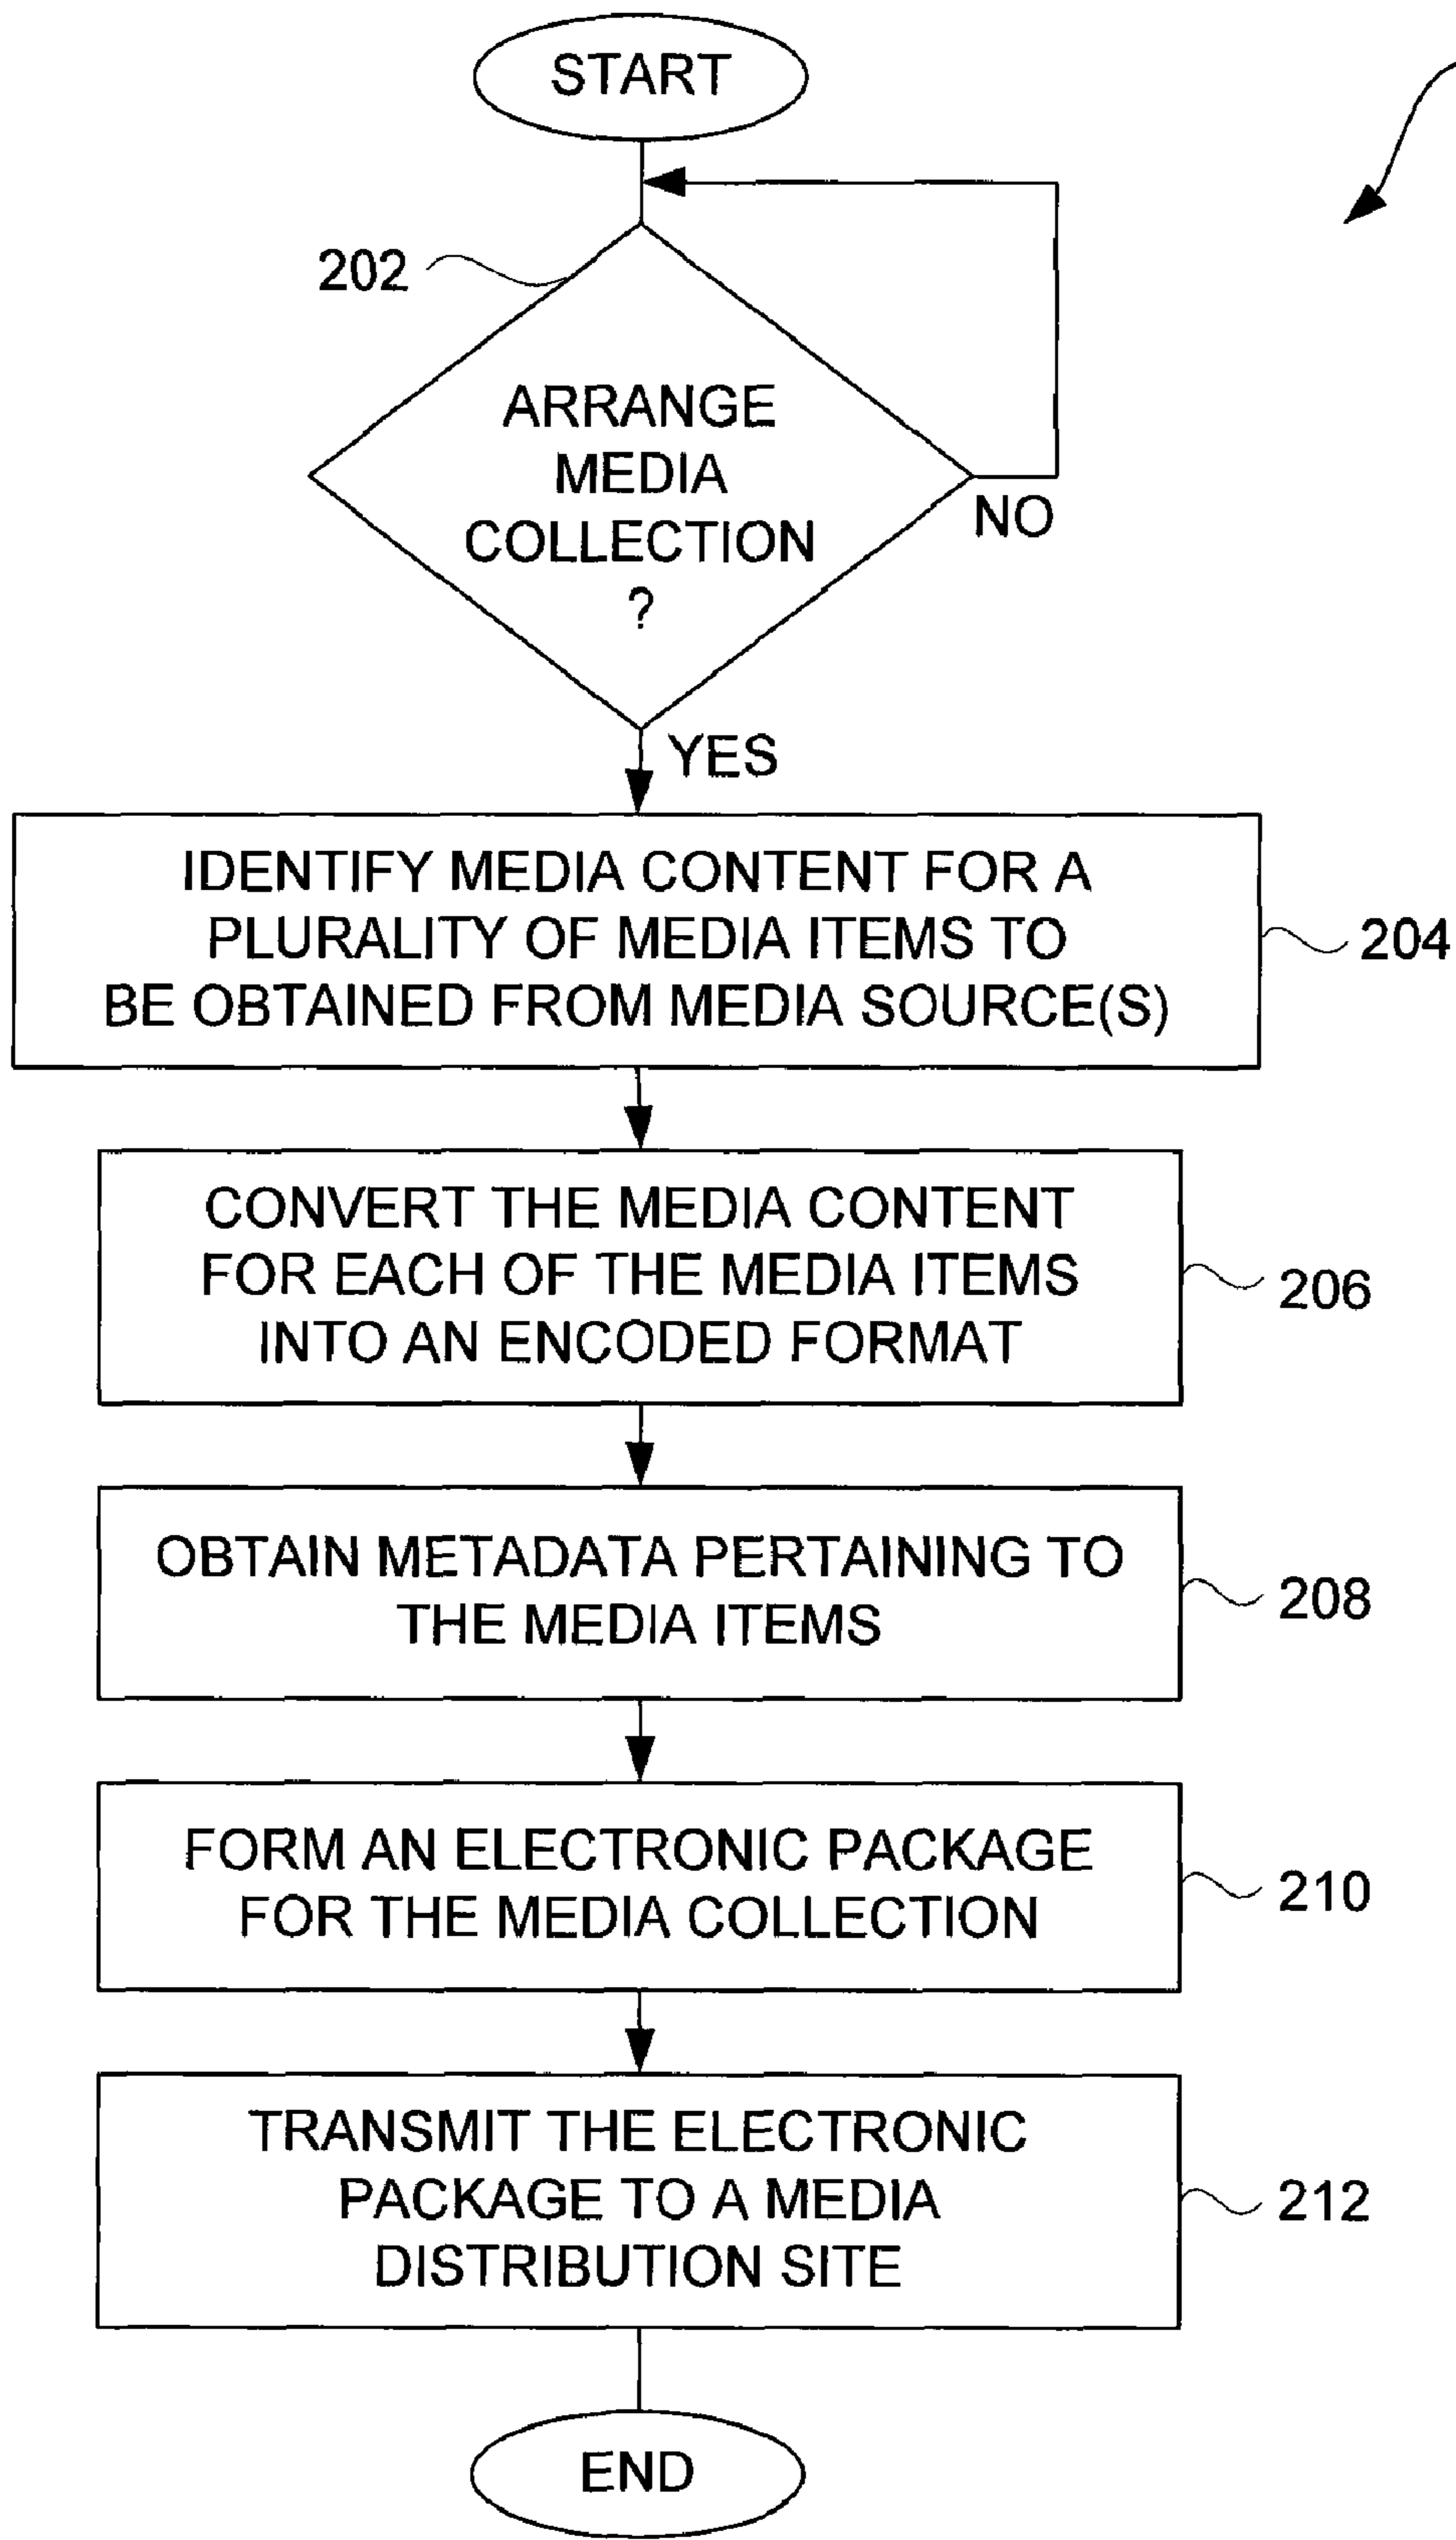 START
202
ARRANGE
MEDIA
COLLECTION
?
NO
YES
IDENTIFY MEDIA CONTENT FOR A
PLURALITY OF MEDIA ITEMS TO
BE OBTAINED FROM MEDIA SOURCE(S)
204
CONVERT THE MEDIA CONTENT
FOR EACH OF THE MEDIA ITEMS
INTO AN ENCODED FORMAT
206
OBTAIN METADATA PERTAINING TO
THE MEDIA ITEMS
208
FORM AN ELECTRONIC PACKAGE
FOR THE MEDIA COLLECTION
210
TRANSMIT THE ELECTRONIC
PACKAGE TO A MEDIA
DISTRIBUTION SITE
212
END